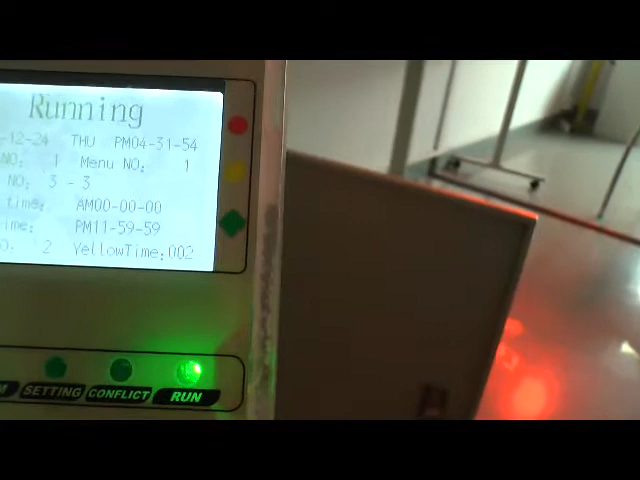 Running
-12-24 THU PM04-31-54
NO: 1 Menu NO: 1
NO: 3 - 3
time: AM00-00-00
ime: PM11-59-59
O. 2 YellowTime:002
M SETTING CONFLICT RUN